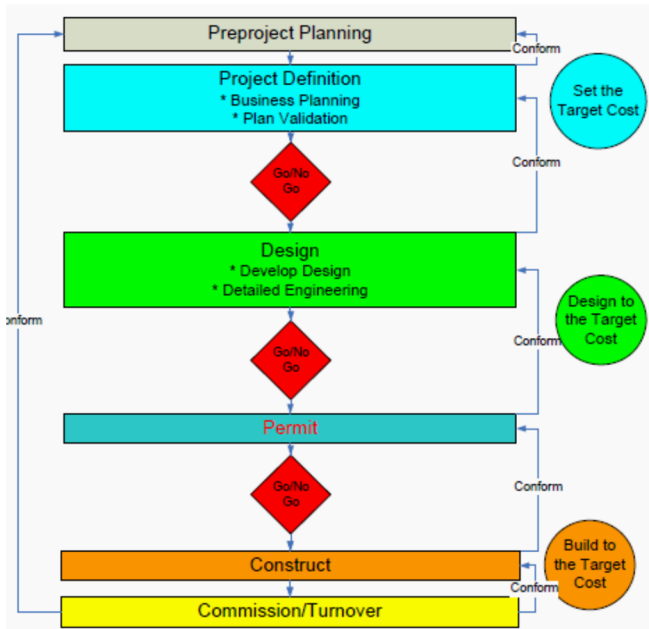 Preproject Planning
Conform
Project Definition
* Business Planning
* Plan Validation
Set the
Target Cost
Conform
Go/No
Go
Design
* Develop Design
* Detailed Engineering
Design to
the Target
Cost
onform
Conform
Go/No
Go
Permit
Conform
Go/No
Go
Build to
the Target
Cost
Construct
Conform
Commission/Turnover